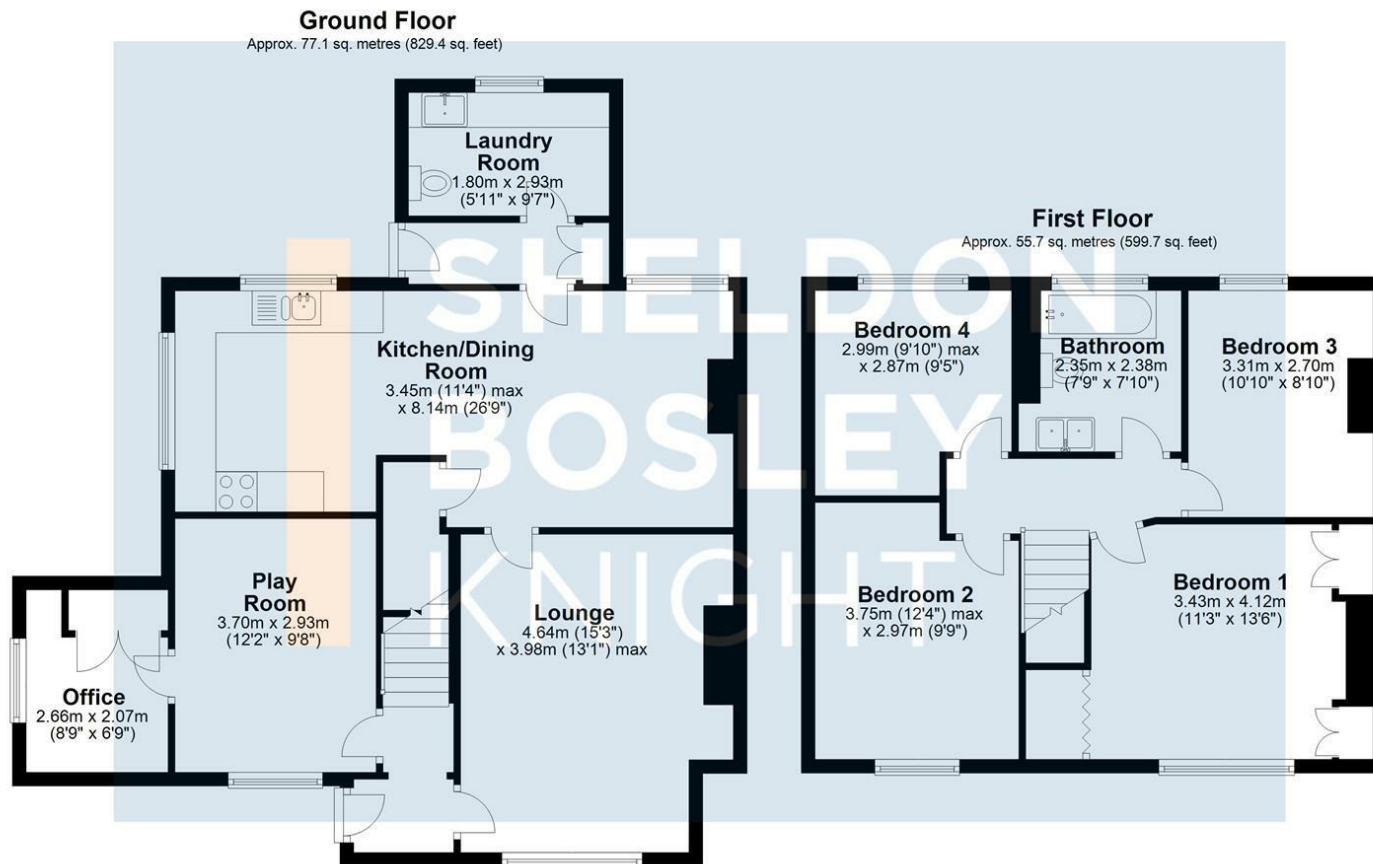 Ground Floor
Approx. 77.1 sq. metres (829.4 sq. feet)
Laundry
Room
1.80m x 2.93m
(5'11" x 9'7")
Kitchen/Dining
Room
3.45m (11'4") max
x 8.14m (26'9")
Play
Room
3.70m x 2.93m
(12'2" x 9'8")
Lounge
4.64m (15'3")
x 3.98m (13'1") max
Office
2.66m x 2.07m
(8'9" x 6'9")
First Floor
Approx. 55.7 sq. metres (599.7 sq. feet)
Bedroom 4
2.99m (9'10") max
x 2.87m (9'5")
Bathroom
2.35m x 2.38m
(7'9" x 7'10")
Bedroom 3
3.31m x 2.70m
(10'10" x 8'10")
Bedroom 2
3.75m (12'4") max
x 2.97m (9'9")
Bedroom 1
3.43m x 4.12m
(11'3" x 13'6")
SHELDON
BOSLEY
KNIGHT